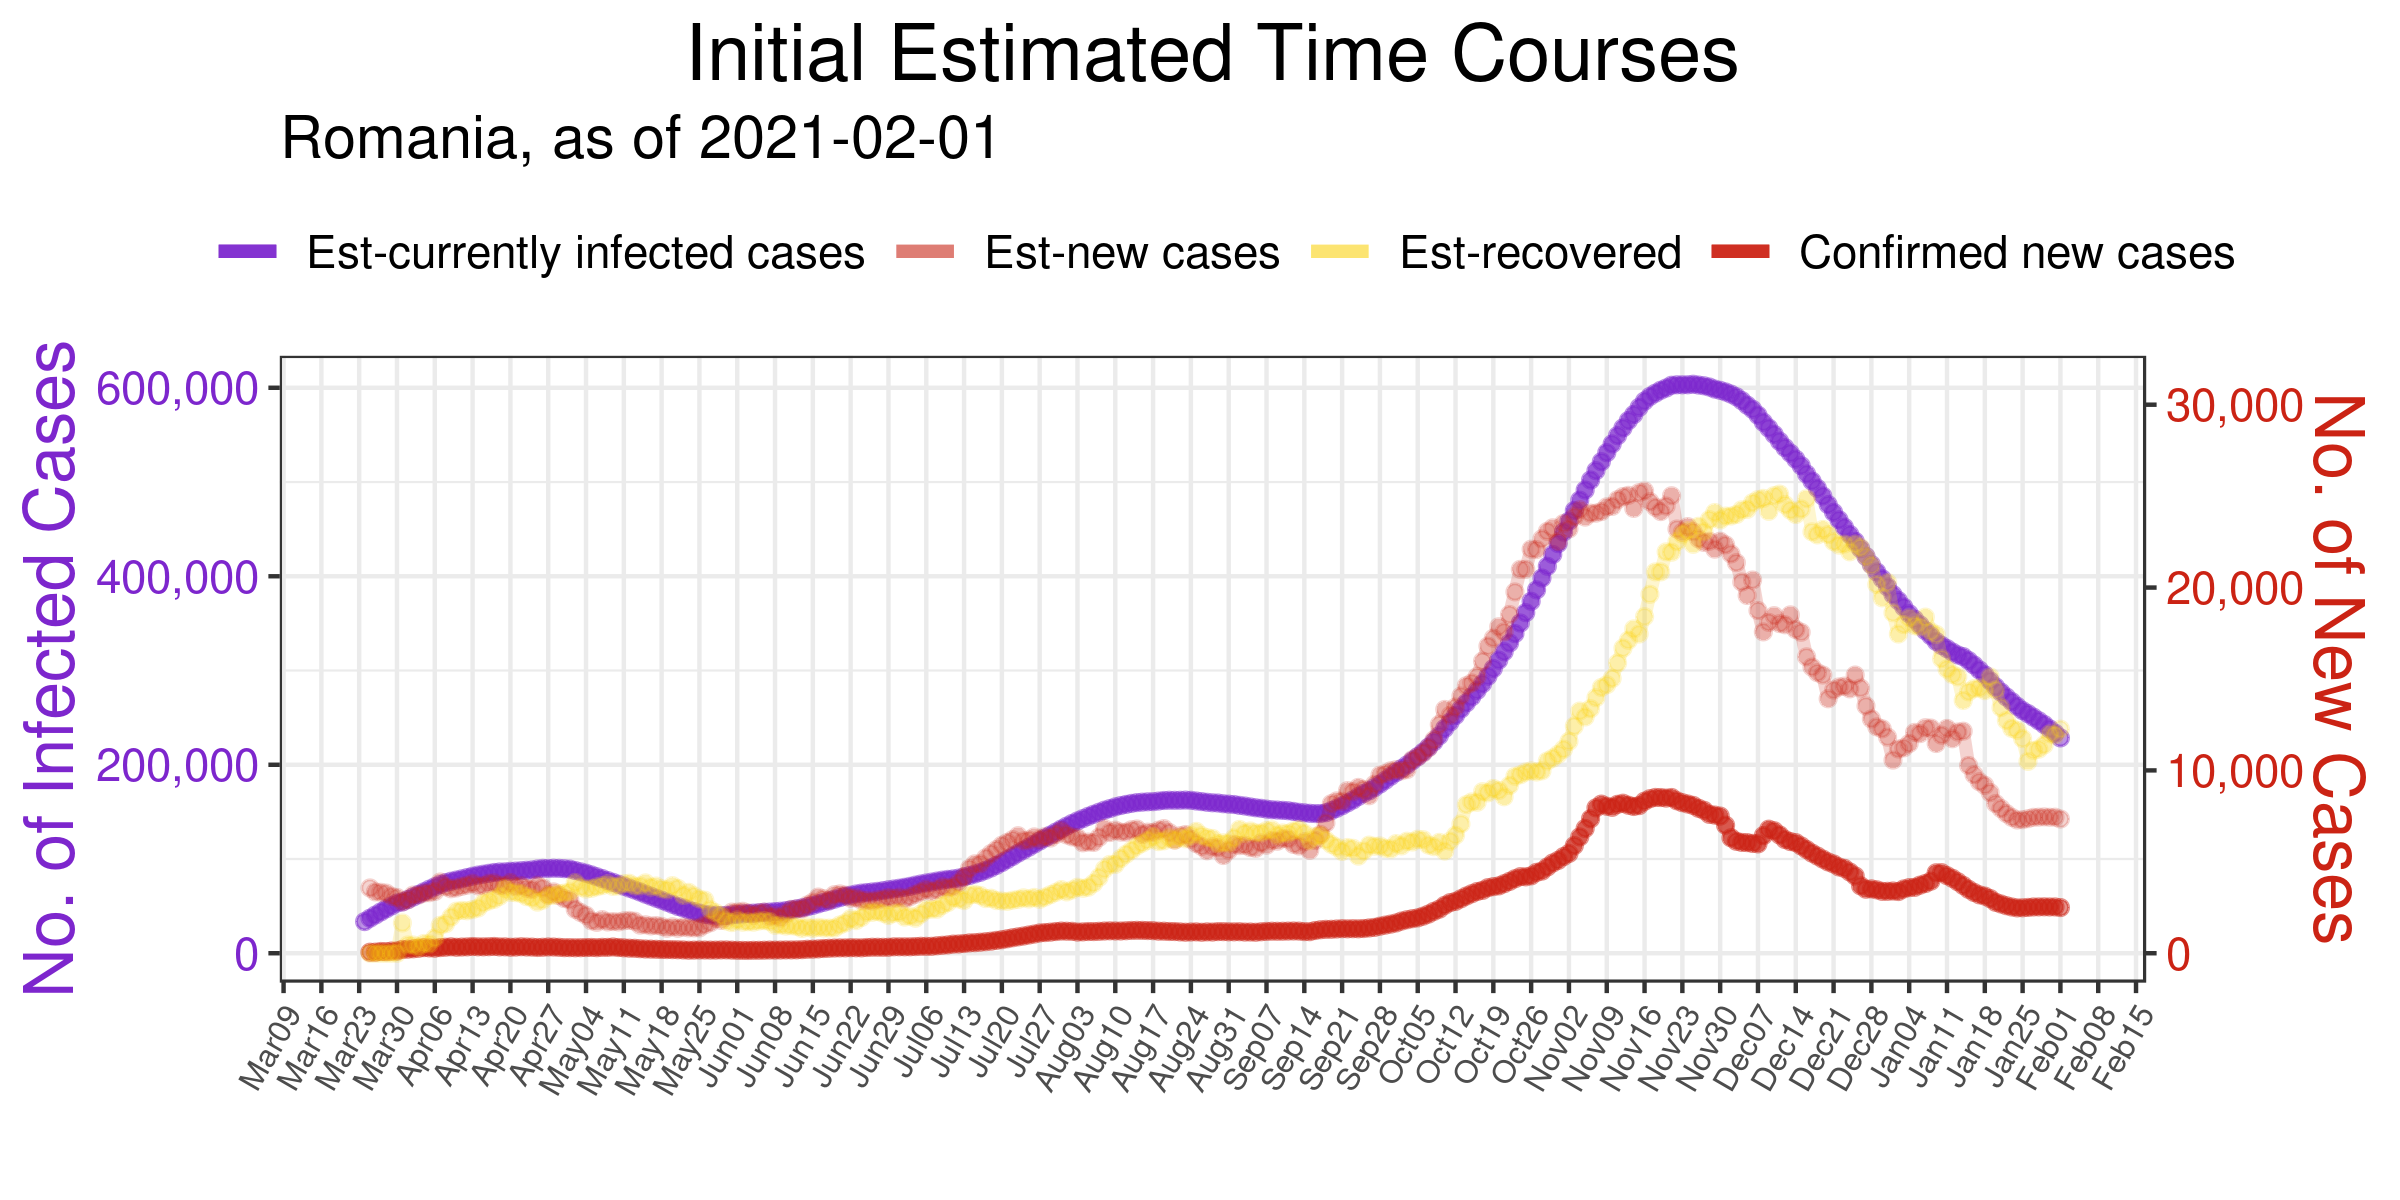 Initial Estimated Time Courses
Romania, as of 2021-02-01
Est-currently infected cases Est-new cases Est-recovered Confirmed new cases
No. of Infected Cases
600,000
400,000
200,000
0
30,000
20,000
10,000
0
No. of New Cases
Mar09 Mar16 Mar23 Mar30 Apr06 Apr13 Apr20 Apr27 May04 May11 May18 May25 Jun01 Jun08 Jun15 Jun22 Jun29 Jul06 Jul13 Jul20 Jul27 Aug03 Aug10 Aug17 Aug24 Aug31 Sep07 Sep14 Sep21 Sep28 Oct05 Oct12 Oct19 Oct26 Nov02 Nov09 Nov16 Nov23 Nov30 Dec07 Dec14 Dec21 Dec28 Jan04 Jan11 Jan18 Jan25 Feb01 Feb08 Feb15